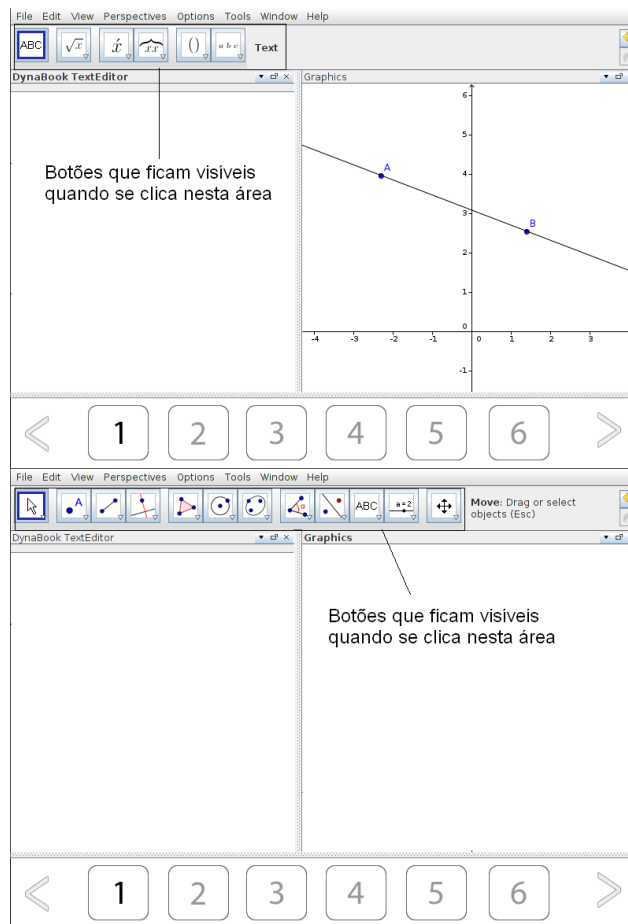 File Edit View Perspectives Options Tools Window Help
ABC √x x́ xx () a b c Text
DynaBook TextEditor
Graphics
Botões que ficam visíveis
quando se clica nesta área
A
B
6
5
4
3
2
1
0
-1
-4 -3 -2 -1 0 1 2 3
1 2 3 4 5 6
File Edit View Perspectives Options Tools Window Help
A α ABC a=2 Move: Drag or select
objects (Esc)
DynaBook TextEditor
Graphics
Botões que ficam visíveis
quando se clica nesta área
1 2 3 4 5 6